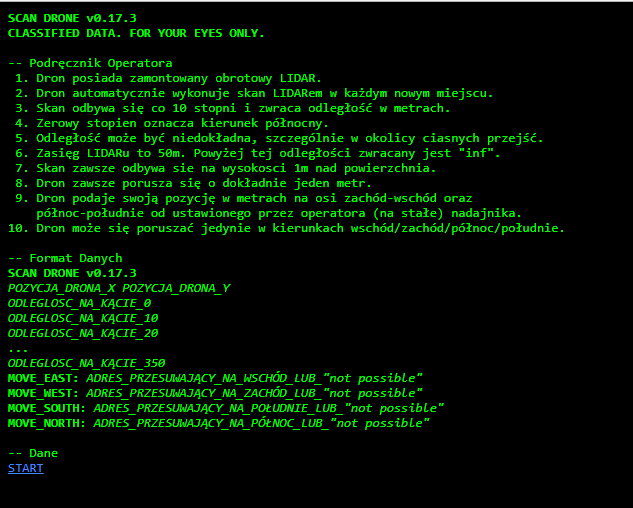 SCAN DRONE v0.17.3
CLASSIFIED DATA. FOR YOUR EYES ONLY.
-- Podręcznik Operatora
1. Dron posiada zamontowany obrotowy LIDAR.
2. Dron automatycznie wykonuje skan LIDARem w każdym nowym miejscu.
3. Skan odbywa się co 10 stopni i zwraca odległość w metrach.
4. Zerowy stopien oznacza kierunek północny.
5. Odległość może być niedokładna, szczególnie w okolicy ciasnych przejść.
6. Zasięg LIDARu to 50m. Powyżej tej odległości zwracany jest "inf".
7. Skan zawsze odbywa sie na wysokosci 1m nad powierzchnia.
8. Dron zawsze porusza się o dokładnie jeden metr.
9. Dron podaje swoją pozycję w metrach na osi zachód-wschód oraz
północ-południe od ustawionego przez operatora (na stałe) nadajnika.
10. Dron może się poruszać jedynie w kierunkach wschód/zachód/północ/południe.
-- Format Danych
SCAN DRONE v0.17.3
POZYCJA_DRONA_X POZYCJA_DRONA_Y
ODLEGLOSC_NA_KĄCIE_0
ODLEGLOSC_NA_KĄCIE_10
ODLEGLOSC_NA_KĄCIE_20
...
ODLEGLOSC_NA_KĄCIE_350
MOVE_EAST: ADRES_PRZESUWAJĄCY_NA_WSCHÓD_LUB_"not possible"
MOVE_WEST: ADRES_PRZESUWAJĄCY_NA_ZACHÓD_LUB_"not possible"
MOVE_SOUTH: ADRES_PRZESUWAJĄCY_NA_POŁUDNIE_LUB_"not possible"
MOVE_NORTH: ADRES_PRZESUWAJĄCY_NA_PÓŁNOC_LUB_"not possible"
-- Dane
START